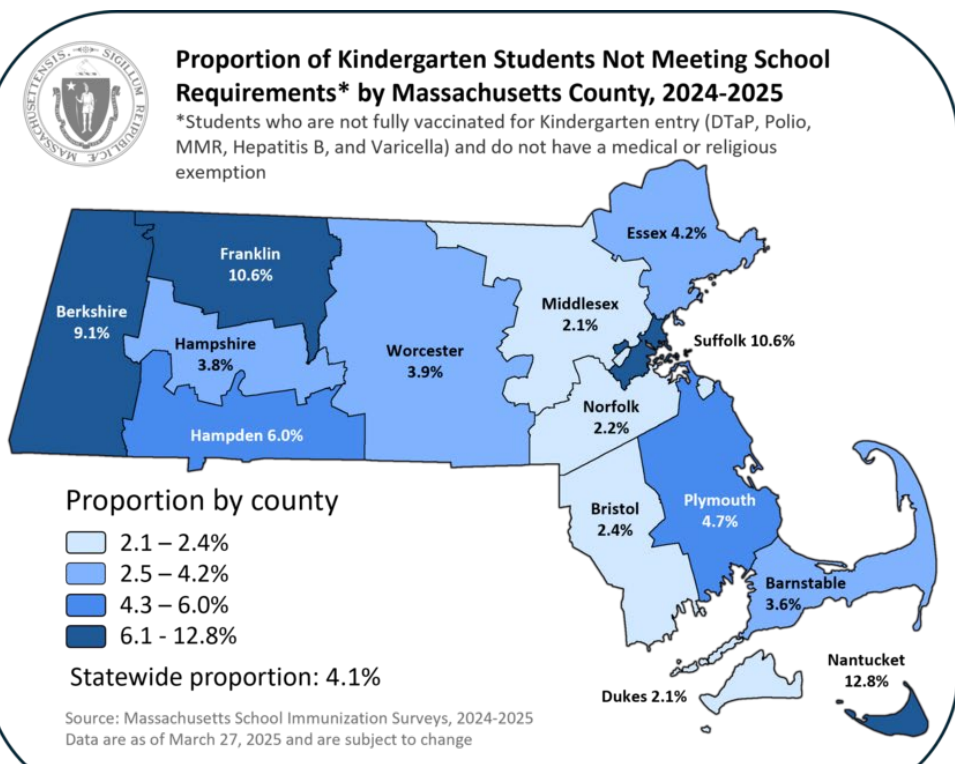 MASSACHUSETTENSIS. SIGILLUM REIPUBLICÆ
Proportion of Kindergarten Students Not Meeting School
Requirements* by Massachusetts County, 2024-2025
*Students who are not fully vaccinated for Kindergarten entry (DTaP, Polio,
MMR, Hepatitis B, and Varicella) and do not have a medical or religious
exemption
Essex 4.2%
Franklin
10.6%
Berkshire
9.1%
Middlesex
2.1%
Hampshire
3.8%
Worcester
3.9%
Suffolk 10.6%
Norfolk
2.2%
Hampden 6.0%
Bristol
2.4%
Plymouth
4.7%
Barnstable
3.6%
Dukes 2.1%
Nantucket
12.8%
Proportion by county
2.1 – 2.4%
2.5 – 4.2%
4.3 – 6.0%
6.1 - 12.8%
Statewide proportion: 4.1%
Source: Massachusetts School Immunization Surveys, 2024-2025
Data are as of March 27, 2025 and are subject to change